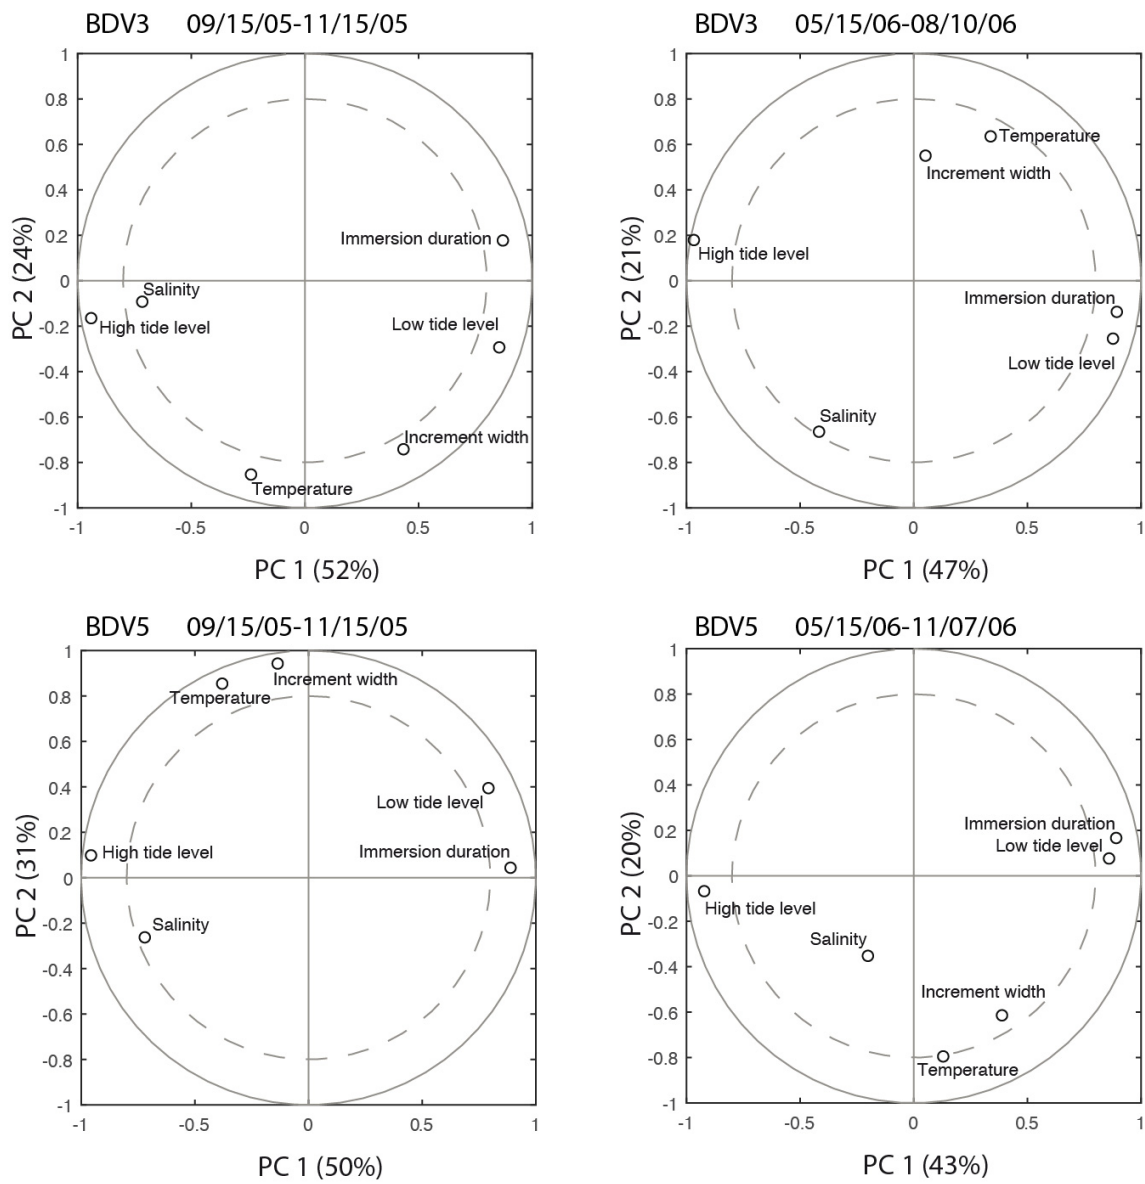 BDV3 09/15/05-11/15/05
1
0.8
0.6
0.4
0.2
0
-0.2
-0.4
-0.6
-0.8
-1
PC 2 (24%)
Immersion duration
Salinity
High tide level
Low tide level
Increment width
Temperature
-1 -0.5 0 0.5 1
PC 1 (52%)
BDV3 05/15/06-08/10/06
1
0.8
0.6
0.4
0.2
0
-0.2
-0.4
-0.6
-0.8
-1
PC 2 (21%)
Temperature
Increment width
High tide level
Immersion duration
Low tide level
Salinity
-1 -0.5 0 0.5 1
PC 1 (47%)
BDV5 09/15/05-11/15/05
1
0.8
0.6
0.4
0.2
0
-0.2
-0.4
-0.6
-0.8
-1
PC 2 (31%)
Increment width
Temperature
Low tide level
High tide level
Immersion duration
Salinity
-1 -0.5 0 0.5 1
PC 1 (50%)
BDV5 05/15/06-11/07/06
1
0.8
0.6
0.4
0.2
0
-0.2
-0.4
-0.6
-0.8
-1
PC 2 (20%)
Immersion duration
Low tide level
High tide level
Salinity
Increment width
Temperature
-1 -0.5 0 0.5 1
PC 1 (43%)